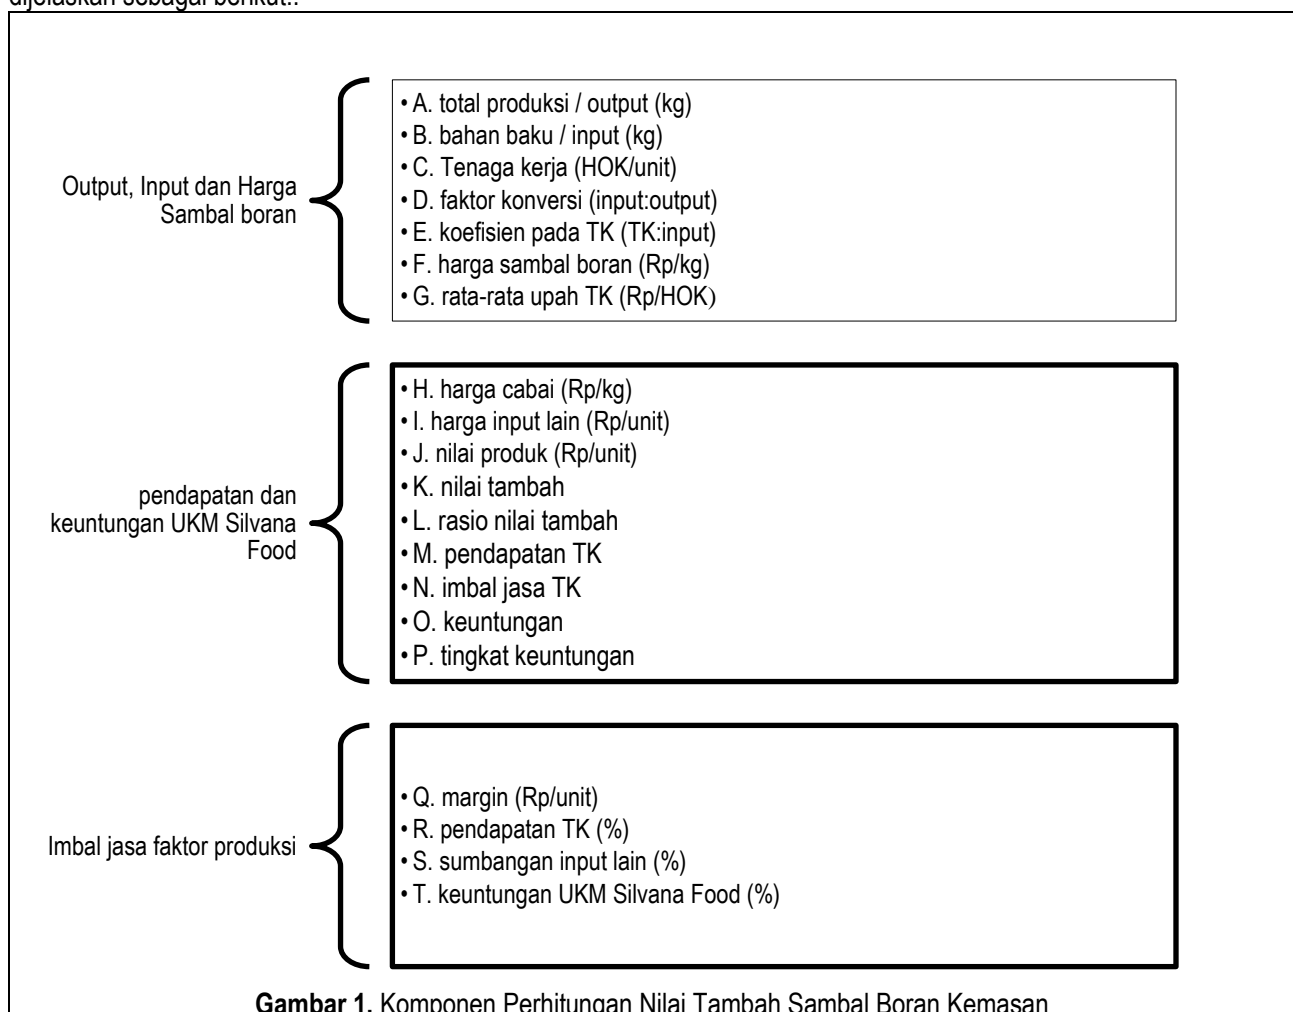 dijelaskan sebagai berikut..
Output, Input dan Harga
Sambal boran
• A. total produksi / output (kg)
• B. bahan baku / input (kg)
• C. Tenaga kerja (HOK/unit)
• D. faktor konversi (input:output)
• E. koefisien pada TK (TK:input)
• F. harga sambal boran (Rp/kg)
• G. rata-rata upah TK (Rp/HOK)
pendapatan dan
keuntungan UKM Silvana
Food
• H. harga cabai (Rp/kg)
• I. harga input lain (Rp/unit)
• J. nilai produk (Rp/unit)
• K. nilai tambah
• L. rasio nilai tambah
• M. pendapatan TK
• N. imbal jasa TK
• O. keuntungan
• P. tingkat keuntungan
Imbal jasa faktor produksi
• Q. margin (Rp/unit)
• R. pendapatan TK (%)
• S. sumbangan input lain (%)
• T. keuntungan UKM Silvana Food (%)
Gambar 1. Komponen Perhitungan Nilai Tambah Sambal Boran Kemasan